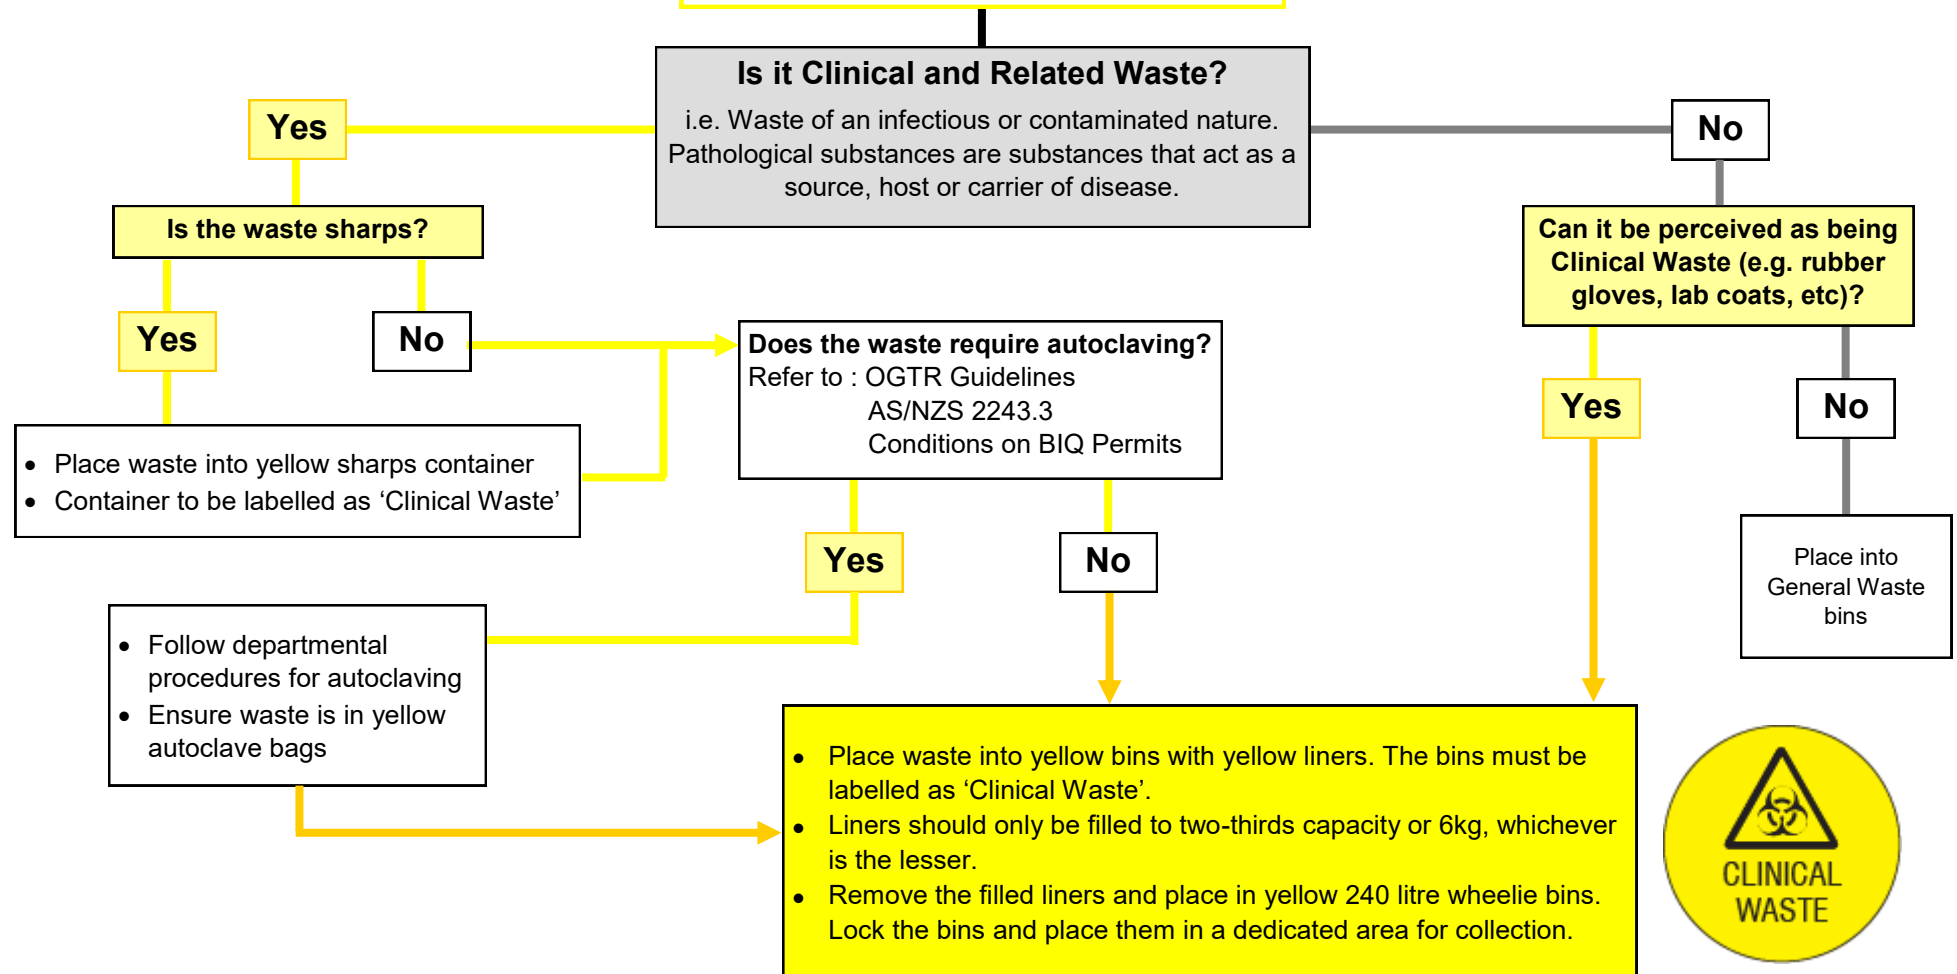 Is it Clinical and Related Waste?
i.e. Waste of an infectious or contaminated nature.
Pathological substances are substances that act as a
source, host or carrier of disease.
Yes
No
Is the waste sharps?
Can it be perceived as being
Clinical Waste (e.g. rubber
gloves, lab coats, etc)?
Yes
No
Does the waste require autoclaving?
Refer to : OGTR Guidelines
AS/NZS 2243.3
Conditions on BIQ Permits
Yes
No
• Place waste into yellow sharps container
• Container to be labelled as ‘Clinical Waste’
Yes
No
Place into
General Waste
bins
• Follow departmental
procedures for autoclaving
• Ensure waste is in yellow
autoclave bags
• Place waste into yellow bins with yellow liners. The bins must be
labelled as ‘Clinical Waste’.
• Liners should only be filled to two-thirds capacity or 6kg, whichever
is the lesser.
• Remove the filled liners and place in yellow 240 litre wheelie bins.
Lock the bins and place them in a dedicated area for collection.
CLINICAL
WASTE